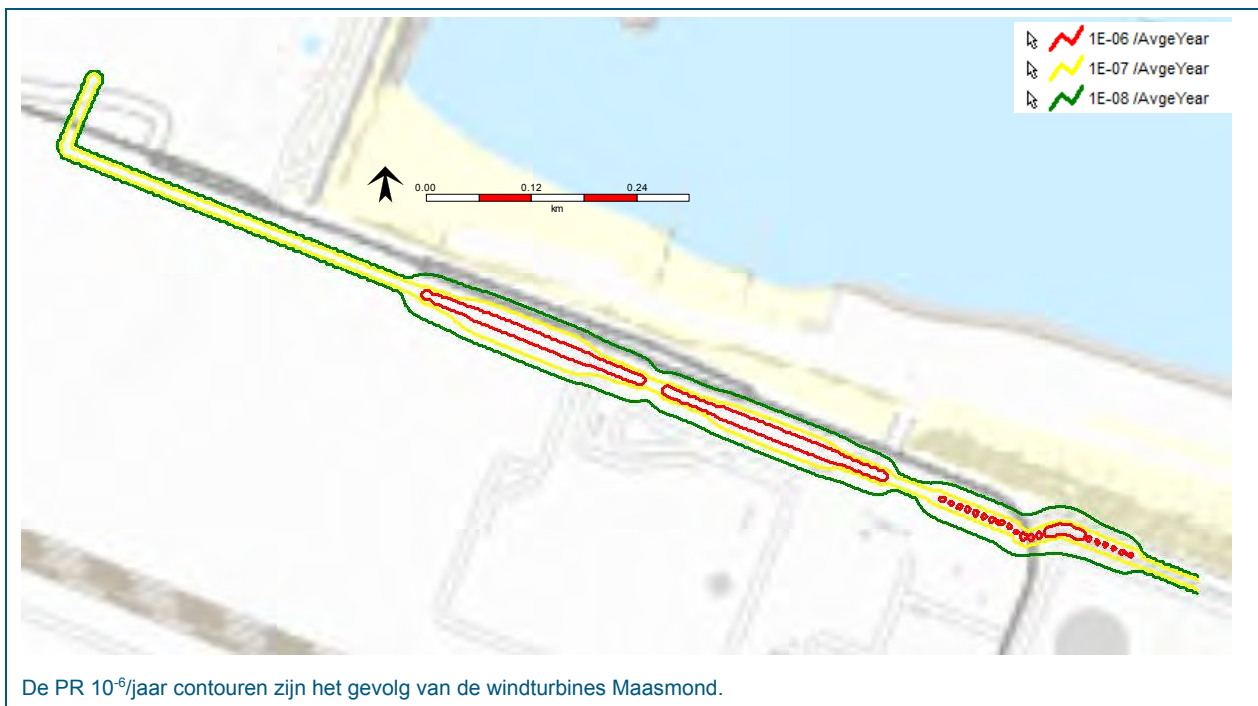 1E-06 /AvgeYear
1E-07 /AvgeYear
1E-08 /AvgeYear
0.00 0.12 0.24
km
De PR 10⁻⁶/jaar contouren zijn het gevolg van de windturbines Maasmond.